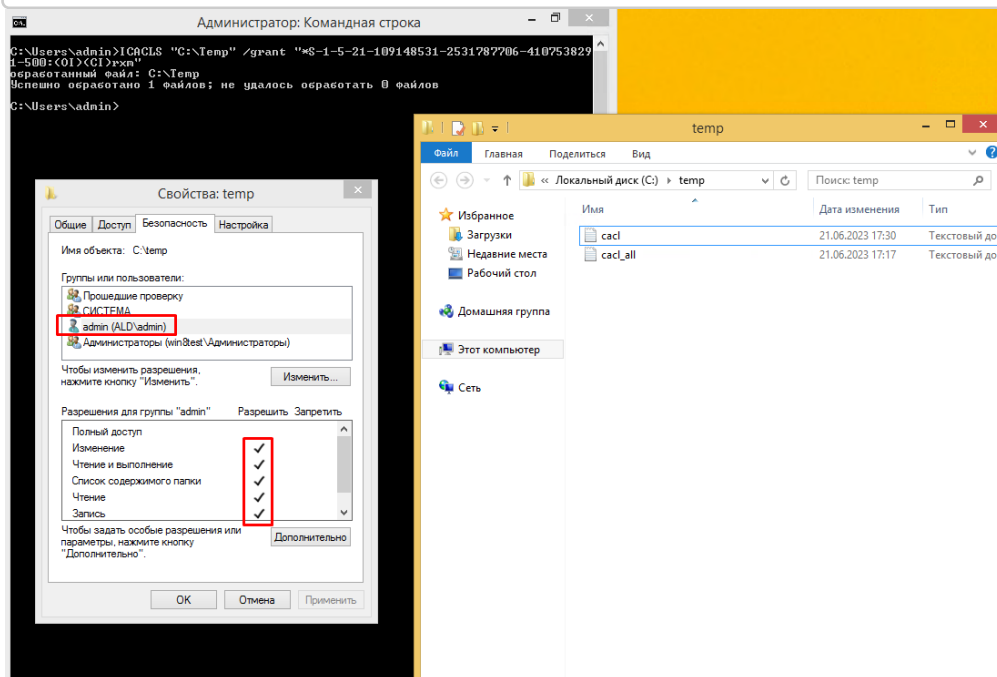 Администратор: Командная строка
C:\Users\admin>ICACLS "C:\Temp" /grant "*S-1-5-21-109148531-2531787706-410753829
1-500:(OI)(CI)rxm"
обработанный файл: C:\Temp
Успешно обработано 1 файлов; не удалось обработать 0 файлов
C:\Users\admin>
temp
Файл Главная Поделиться Вид
« Локальный диск (C:) temp Поиск: temp
Избранное
Загрузки
Недавние места
Рабочий стол
Домашняя группа
Этот компьютер
Сеть
Имя Дата изменения Тип
cacl 21.06.2023 17:30 Текстовый до
cacl_all 21.06.2023 17:17 Текстовый до
Свойства: temp
Общие Доступ Безопасность Настройка
Имя объекта: C:\temp
Группы или пользователи:
Прошедшие проверку
СИСТЕМА
admin (ALD\admin)
Администраторы (win8test\Администраторы)
Чтобы изменить разрешения,
нажмите кнопку "Изменить".
Изменить...
Разрешения для группы "admin" Разрешить Запретить
Полный доступ
Изменение
Чтение и выполнение
Список содержимого папки
Чтение
Запись
Чтобы задать особые разрешения или
параметры, нажмите кнопку
"Дополнительно".
Дополнительно
ОК Отмена Применить